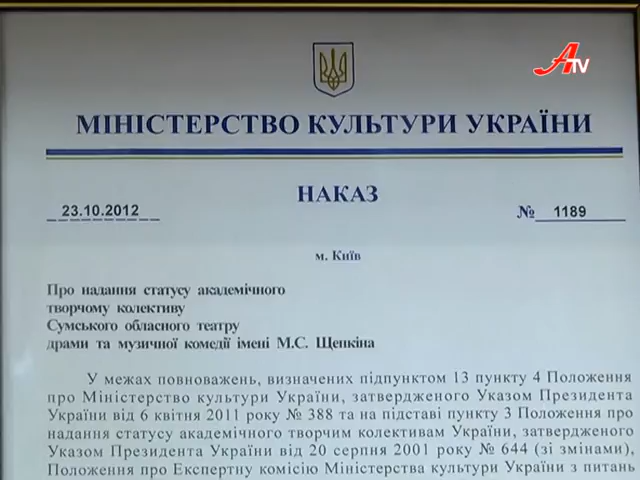 АTV
МІНІСТЕРСТВО КУЛЬТУРИ УКРАЇНИ
НАКАЗ
23.10.2012 № 1189
м. Київ
Про надання статусу академічного
творчому колективу
Сумського обласного театру
драми та музичної комедії імені М.С. Щепкіна
У межах повноважень, визначених підпунктом 13 пункту 4 Положення
про Міністерство культури України, затвердженого Указом Президента
України від 6 квітня 2011 року № 388 та на підставі пункту 3 Положення про
надання статусу академічного творчим колективам України, затвердженого
Указом Президента України від 20 серпня 2001 року № 644 (зі змінами),
Положення про Експертну комісію Міністерства культури України з питань